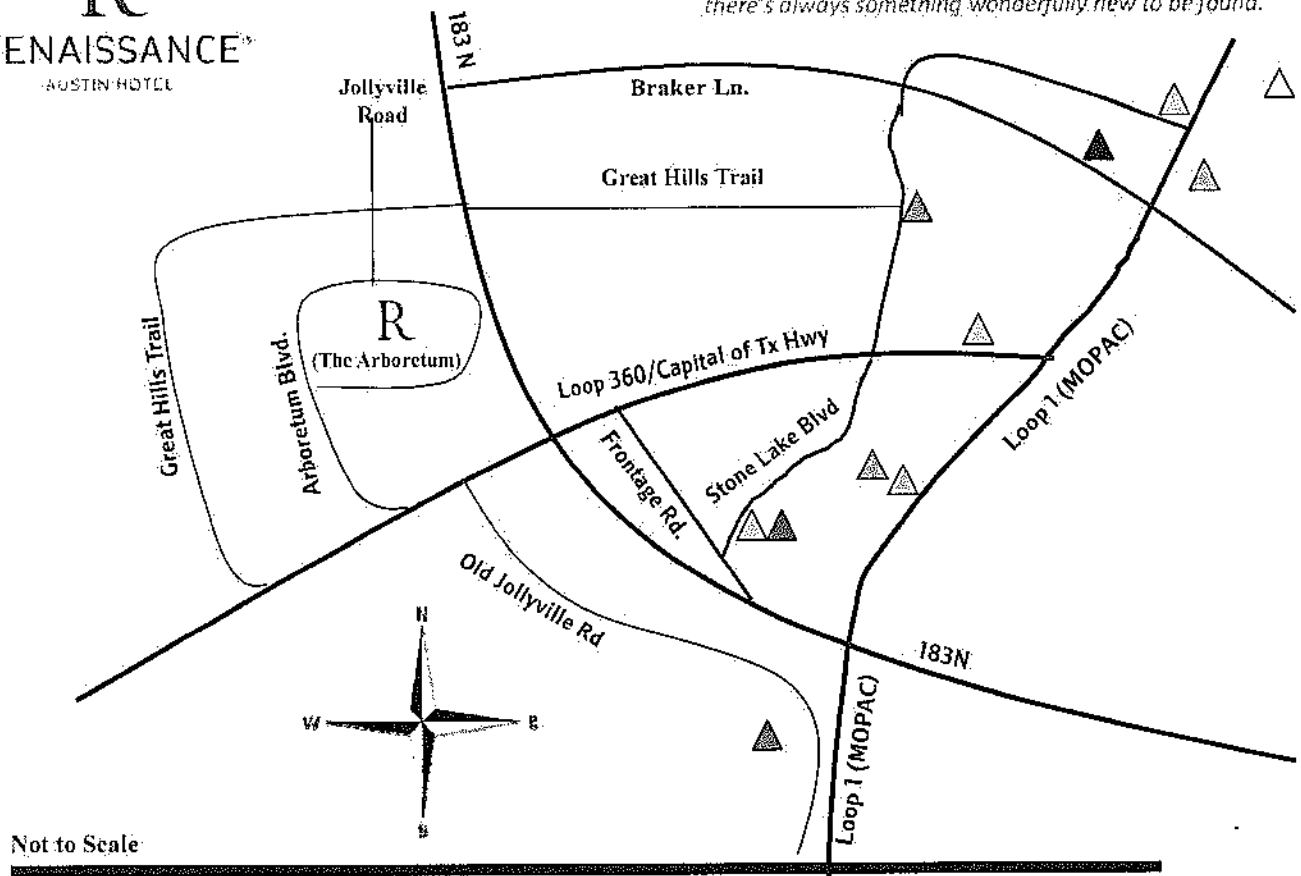 R
ENAISSANCE
AUSTIN HOTEL
there's always something wonderfully new to be found.
183 N
Jollyville
Road
Braker Ln.
Great Hills Trail
R
(The Arboretum)
Great Hills Trail
Arboretum Blvd.
Loop 360/Capital of Tx Hwy
Loop 1 (MOPAC)
Frontage Rd.
Stone Lake Blvd
Old Jollyville Rd
N
W
E
S
183N
Loop 1 (MOPAC)
Not to Scale